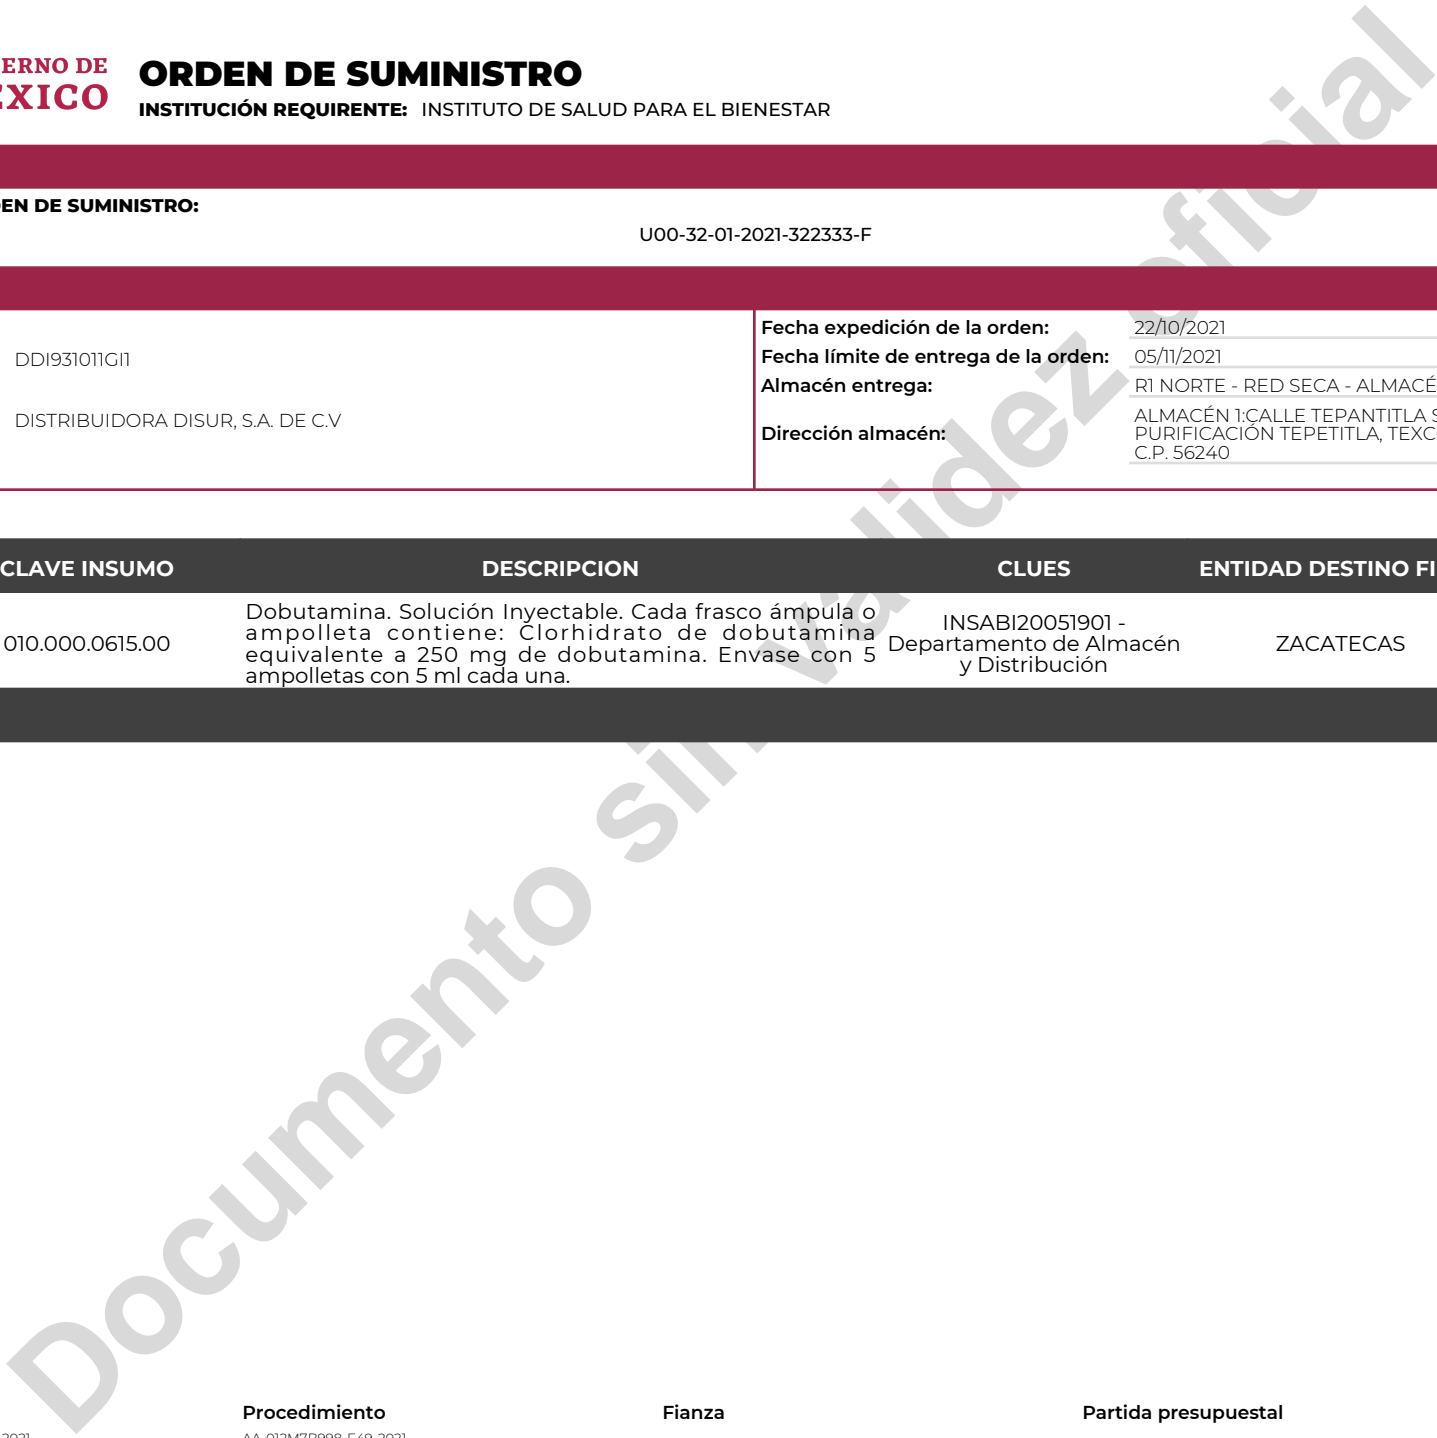 ERNO DE
EXICO
ORDEN DE SUMINISTRO
INSTITUCIÓN REQUIRENTE: INSTITUTO DE SALUD PARA EL BIENESTAR
EN DE SUMINISTRO:
U00-32-01-2021-322333-F
DDI931011GI1
DISTRIBUIDORA DISUR, S.A. DE C.V
Fecha expedición de la orden: 22/10/2021
Fecha límite de entrega de la orden: 05/11/2021
Almacén entrega: R1 NORTE - RED SECA - ALMACÉ
Dirección almacén:
ALMACÉN 1:CALLE TEPANTITLA S
PURIFICACIÓN TEPETITLA, TEXC
C.P. 56240
CLAVE INSUMO DESCRIPCION CLUES ENTIDAD DESTINO FI
010.000.0615.00
Dobutamina. Solución Inyectable. Cada frasco ámpula o
ampolleta contiene: Clorhidrato de dobutamina
equivalente a 250 mg de dobutamina. Envase con 5
ampolletas con 5 ml cada una.
INSABI20051901 -
Departamento de Almacén
y Distribución
ZACATECAS
Documento sin validez oficial
Procedimiento Fianza Partida presupuestal